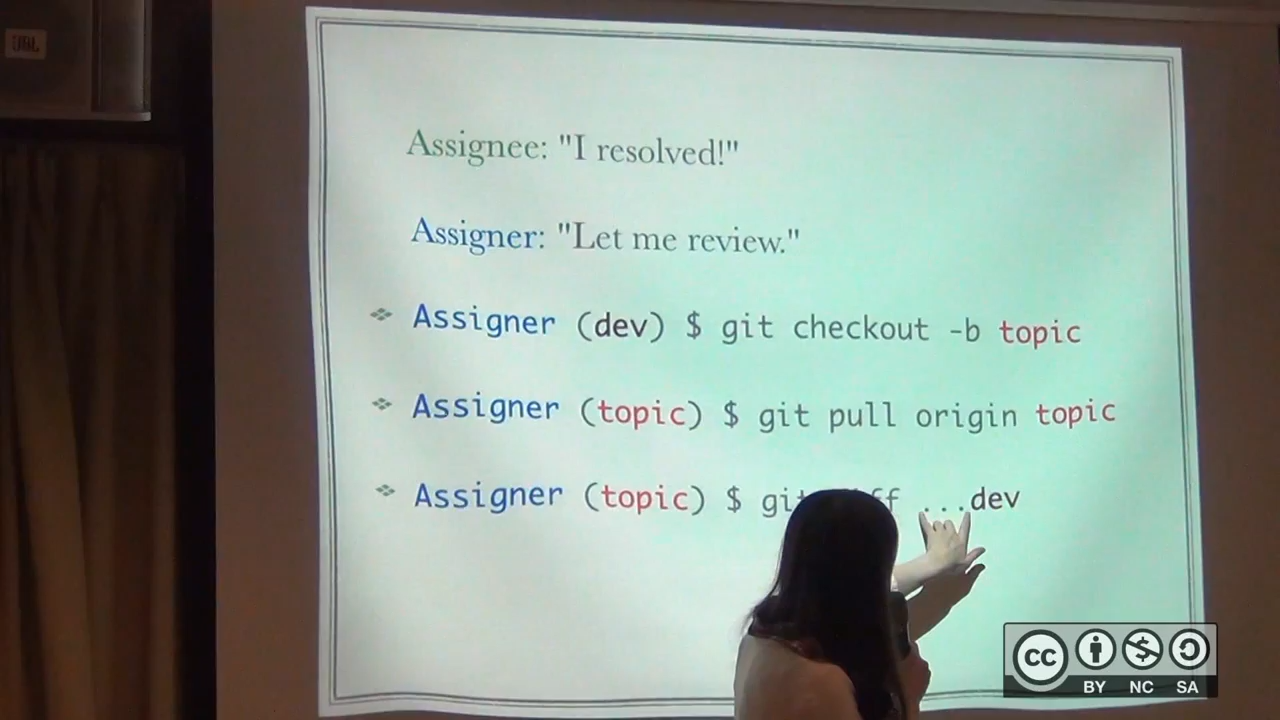 JBL
Assignee: "I resolved!"
Assigner: "Let me review."
Assigner (dev) $ git checkout -b topic
Assigner (topic) $ git pull origin topic
Assigner (topic) $ ...dev
CC BY NC SA